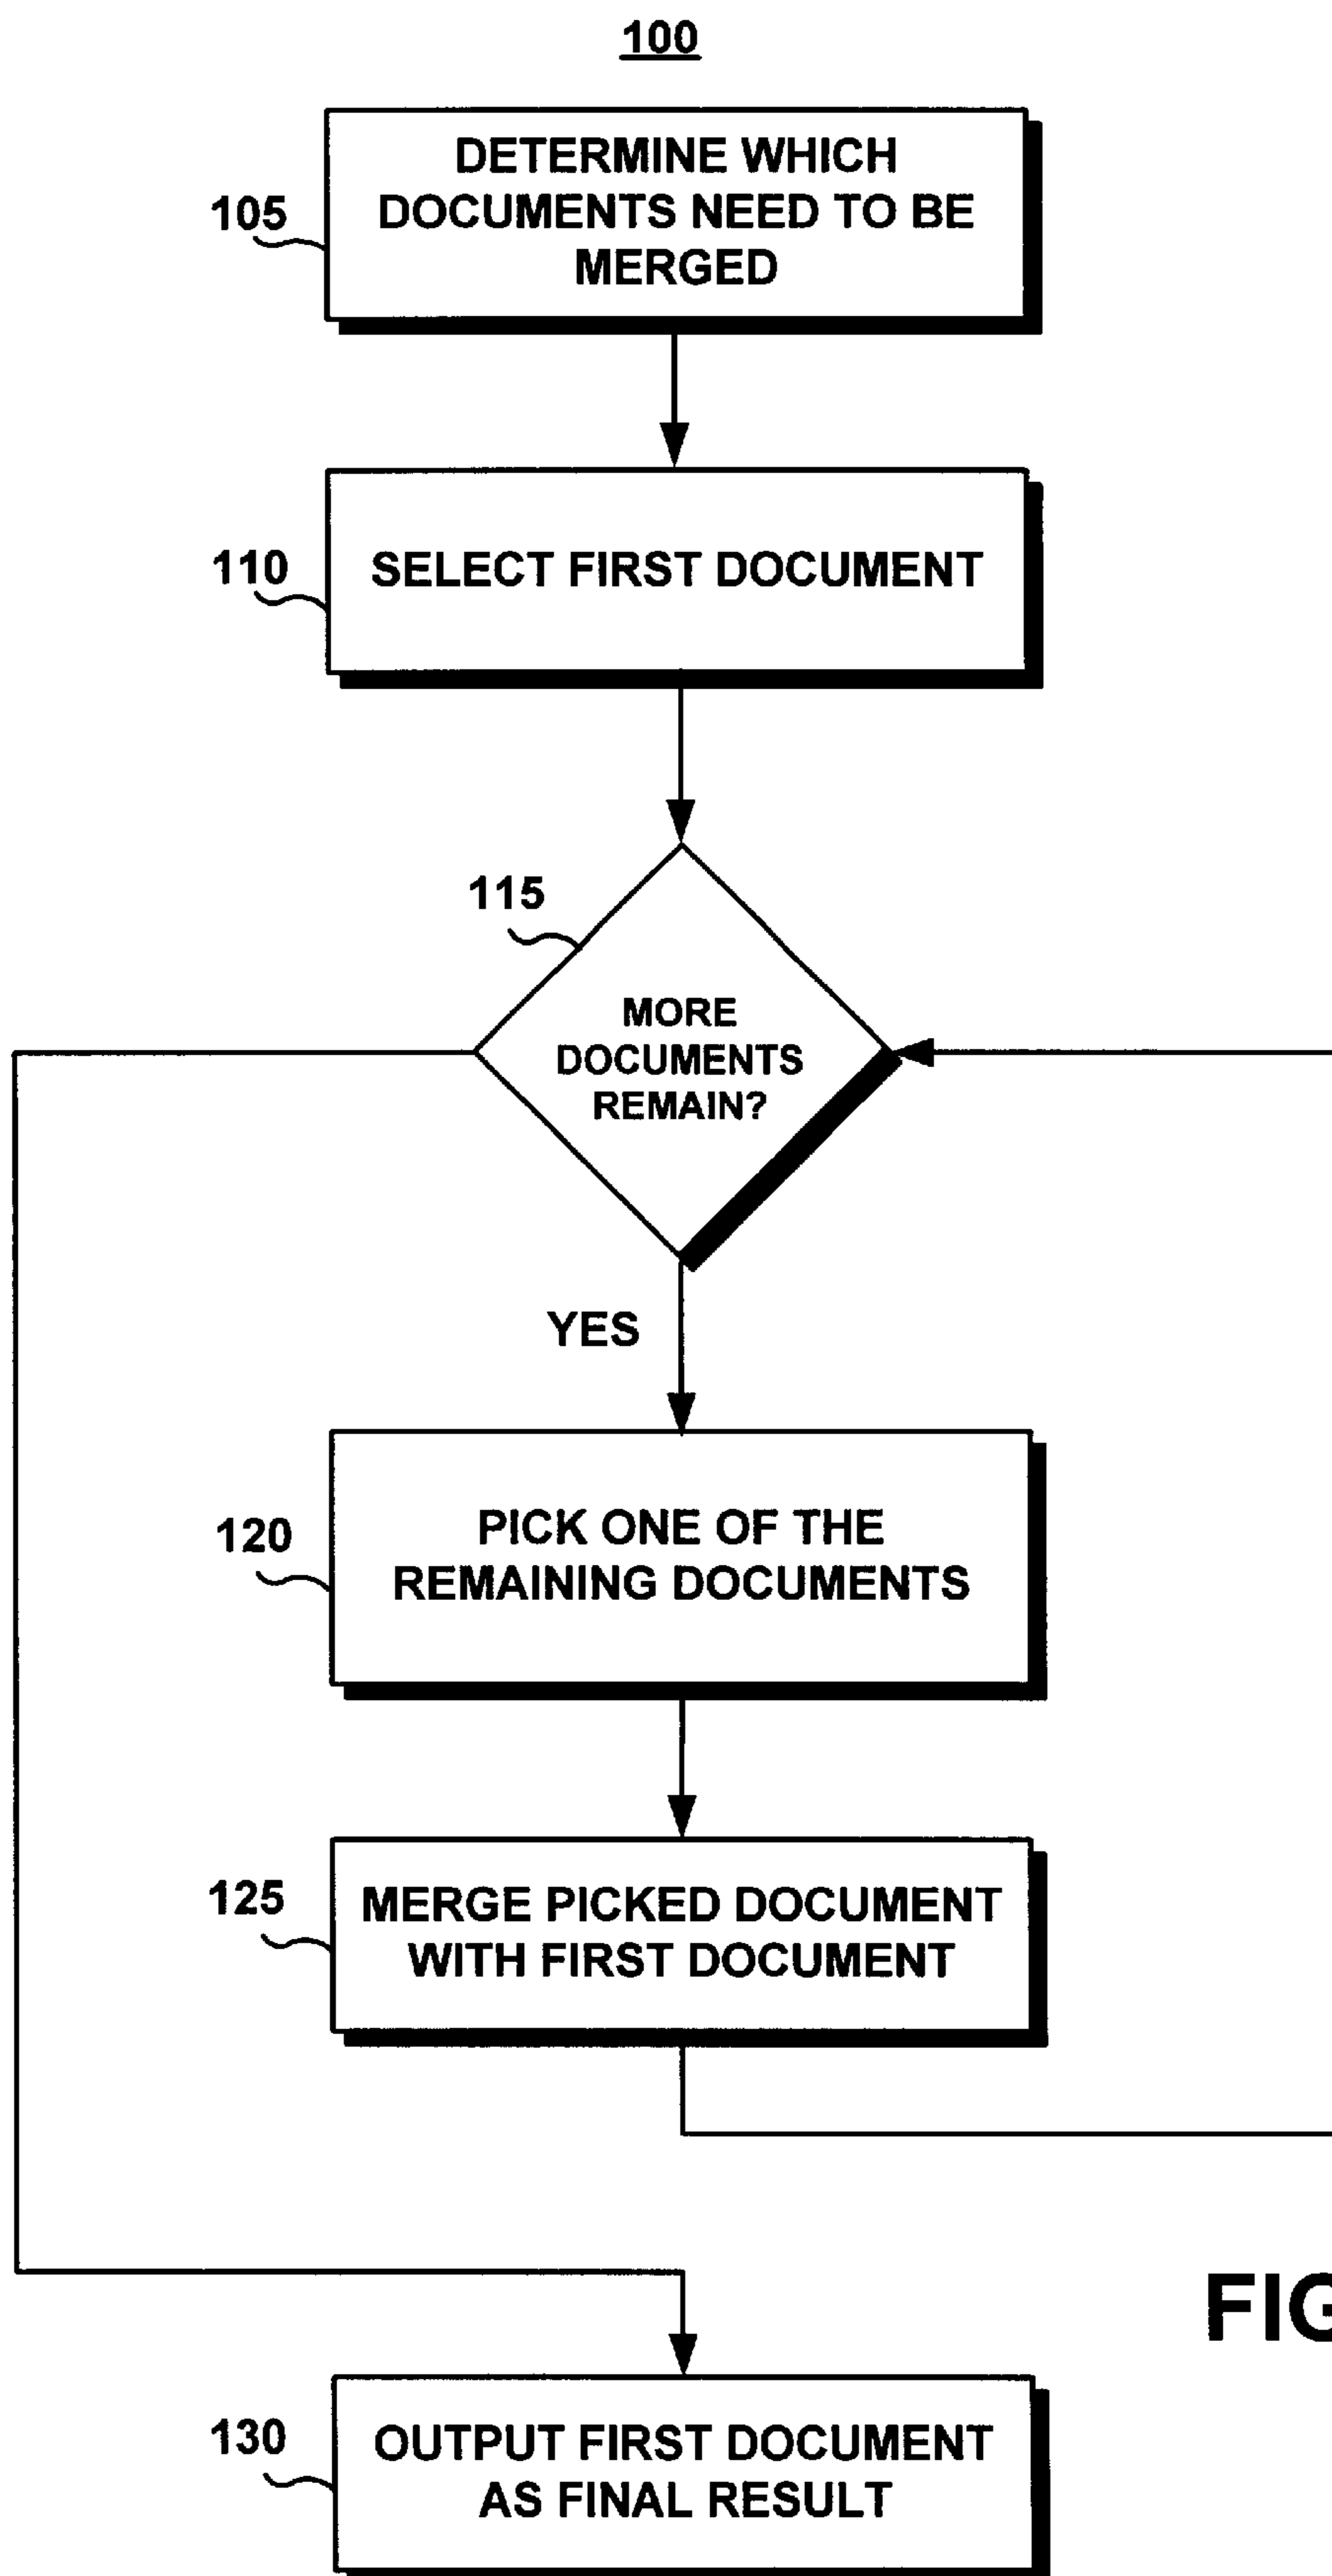 100
105
DETERMINE WHICH
DOCUMENTS NEED TO BE
MERGED
110
SELECT FIRST DOCUMENT
115
MORE
DOCUMENTS
REMAIN?
YES
120
PICK ONE OF THE
REMAINING DOCUMENTS
125
MERGE PICKED DOCUMENT
WITH FIRST DOCUMENT
FIG
130
OUTPUT FIRST DOCUMENT
AS FINAL RESULT